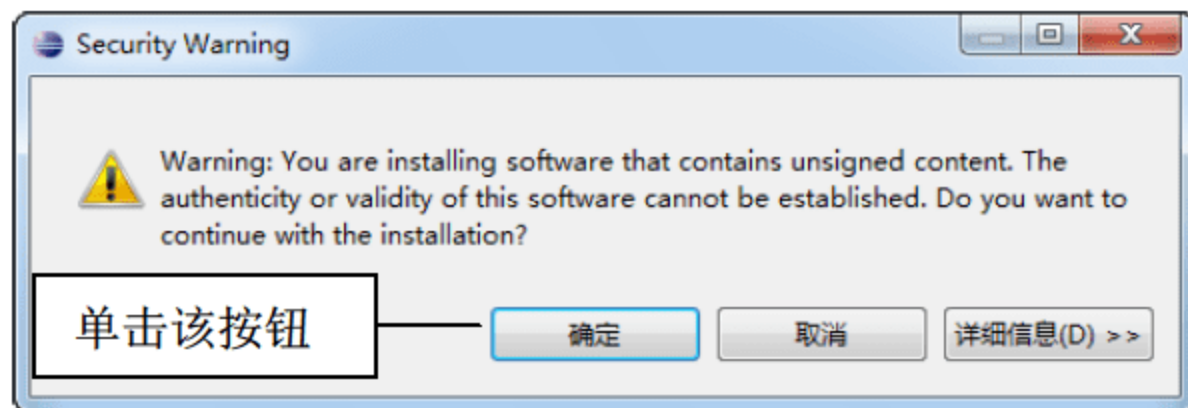 Security Warning
Warning: You are installing software that contains unsigned content. The
authenticity or validity of this software cannot be established. Do you want to
continue with the installation?
单击该按钮
确定
取消
详细信息(D) >>